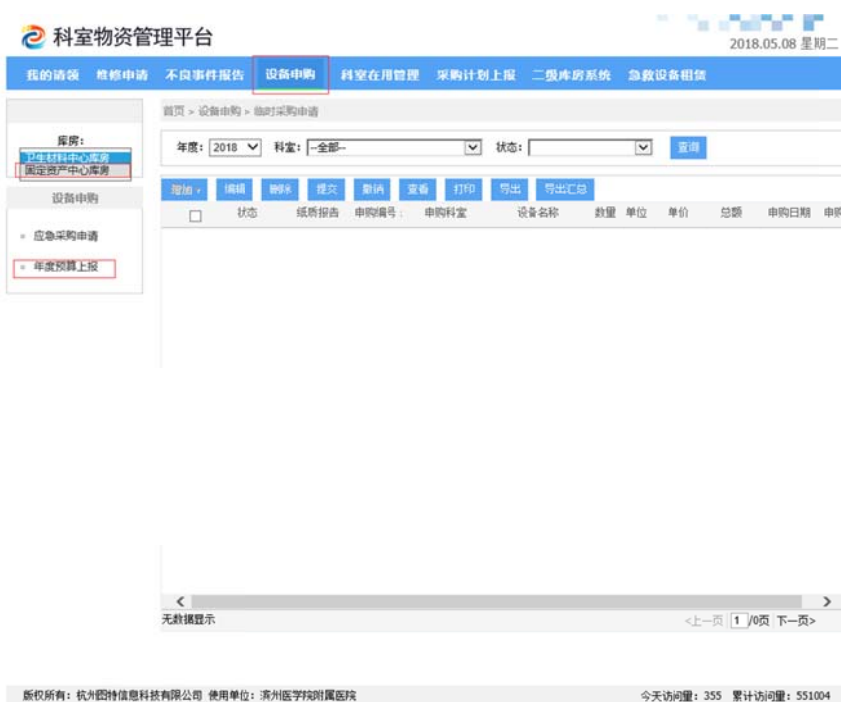 科室物资管理平台
2018.05.08 星期二
我的请领 维修申请 不良事件报告 设备申购 科室在用管理 采购计划上报 二级库房系统 急救设备租赁
首页 > 设备申购 > 临时采购申请
库房:
卫生材料中心库房
固定资产中心库房
年度: 2018 科室: --全部-- 状态: 查询
设备申购
应急采购申请
年度预算上报
增加 编辑 删除 提交 撤销 查看 打印 导出 导出汇总
状态 纸质报告 申购编号: 申购科室 设备名称 数量 单位 单价 总额 申购日期 申购
无数据显示
<上一页 1 /0页 下一页>
版权所有: 杭州图特信息科技有限公司 使用单位: 滨州医学院附属医院
今天访问量: 355 累计访问量: 551004